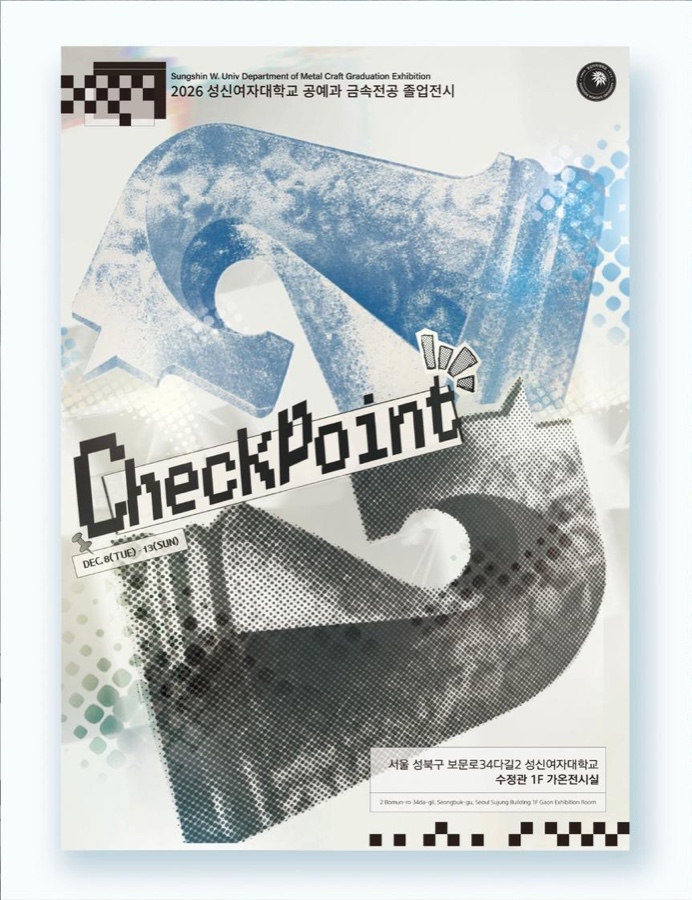 Sungshin W. Univ Department of Metal Craft Graduation Exhibition
2026 성신여자대학교 공예과 금속전공 졸업전시
CheckPoint
DEC.8(TUE) - 13(SUN)
서울 성북구 보문로34다길2 성신여자대학교
수정관 1F 가온전시실
2 Bomun-ro 34da-gil, Seongbuk-gu, Seoul Sujung Building 1F Gaon Exhibition Room